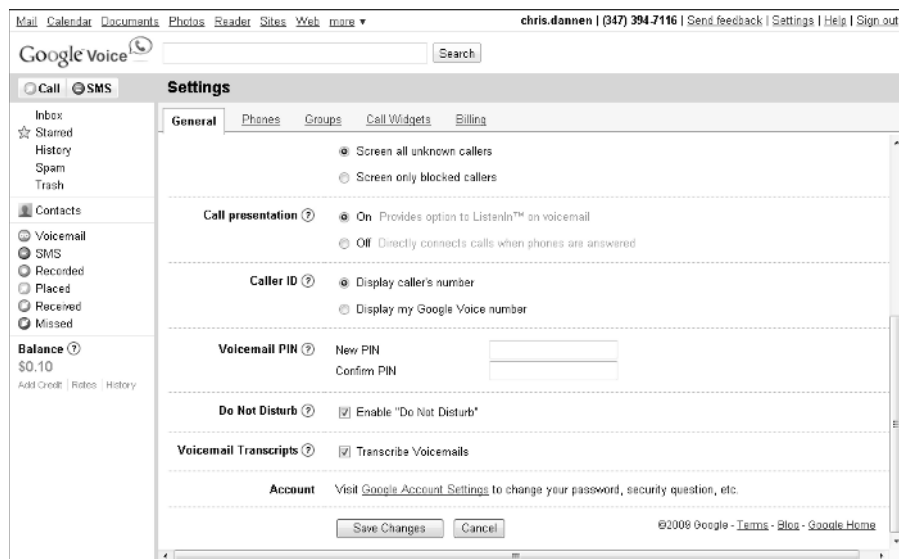 Mail Calendar Documents Photos Reader Sites Web more ▼ chris.dannen | (347) 394-7116 | Send feedback | Settings | Help | Sign out
Google Voice Search
Call SMS Settings
General Phones Groups Call Widgets Billing
Inbox
Starred
History
Spam
Trash
Contacts
Voicemail
SMS
Recorded
Placed
Received
Missed
Balance ?
$0.10
Add Credit | Rates | History
Screen all unknown callers
Screen only blocked callers
Call presentation ? On Provides option to ListenIn™ on voicemail
Off Directly connects calls when phones are answered
Caller ID ? Display caller's number
Display my Google Voice number
Voicemail PIN ? New PIN
Confirm PIN
Do Not Disturb ? Enable "Do Not Disturb"
Voicemail Transcripts ? Transcribe Voicemails
Account Visit Google Account Settings to change your password, security question, etc.
Save Changes Cancel ©2009 Google - Terms - Blog - Google Home